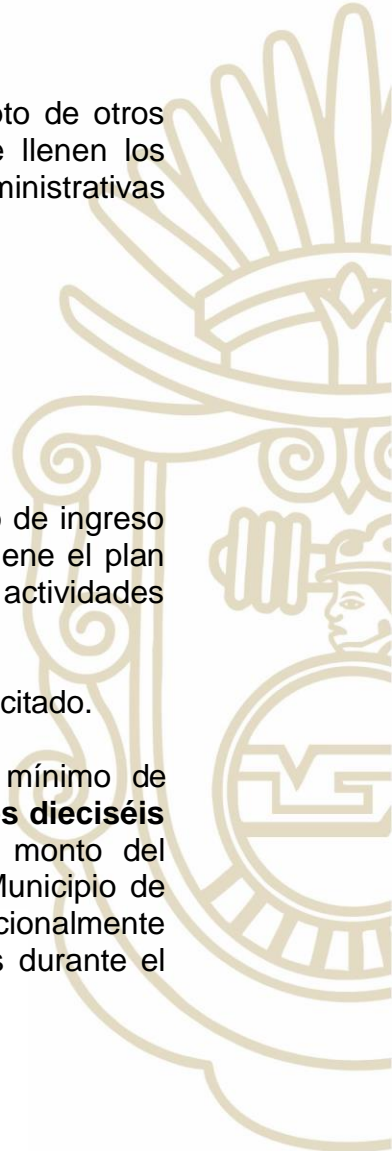 oto de otros
e llenen los
ministrativas
o de ingreso
iene el plan
actividades
citado.
mínimo de
s dieciséis
monto del
Municipio de
cionalmente
s durante el